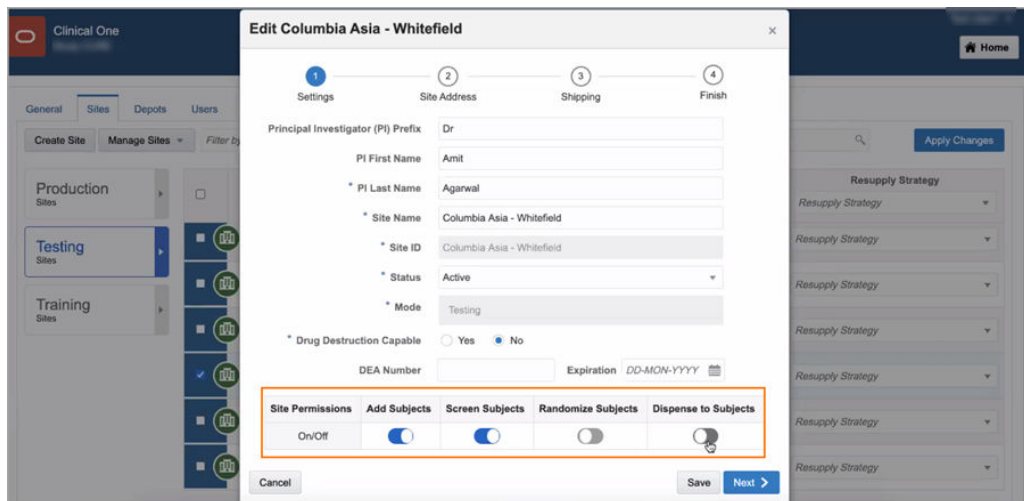 Clinical One
Home
General Sites Depots Users
Create Site Manage Sites Filter by
Apply Changes
Production
Sites
Testing
Sites
Training
Sites
Resupply Strategy
Resupply Strategy
Resupply Strategy
Resupply Strategy
Resupply Strategy
Resupply Strategy
Resupply Strategy
Resupply Strategy
Edit Columbia Asia - Whitefield ×
1 2 3 4
Settings Site Address Shipping Finish
Principal Investigator (PI) Prefix Dr
PI First Name Amit
* PI Last Name Agarwal
* Site Name Columbia Asia - Whitefield
* Site ID Columbia Asia - Whitefield
* Status Active
* Mode Testing
* Drug Destruction Capable Yes No
DEA Number Expiration DD-MON-YYYY
Site Permissions Add Subjects Screen Subjects Randomize Subjects Dispense to Subjects
On/Off
Cancel Save Next